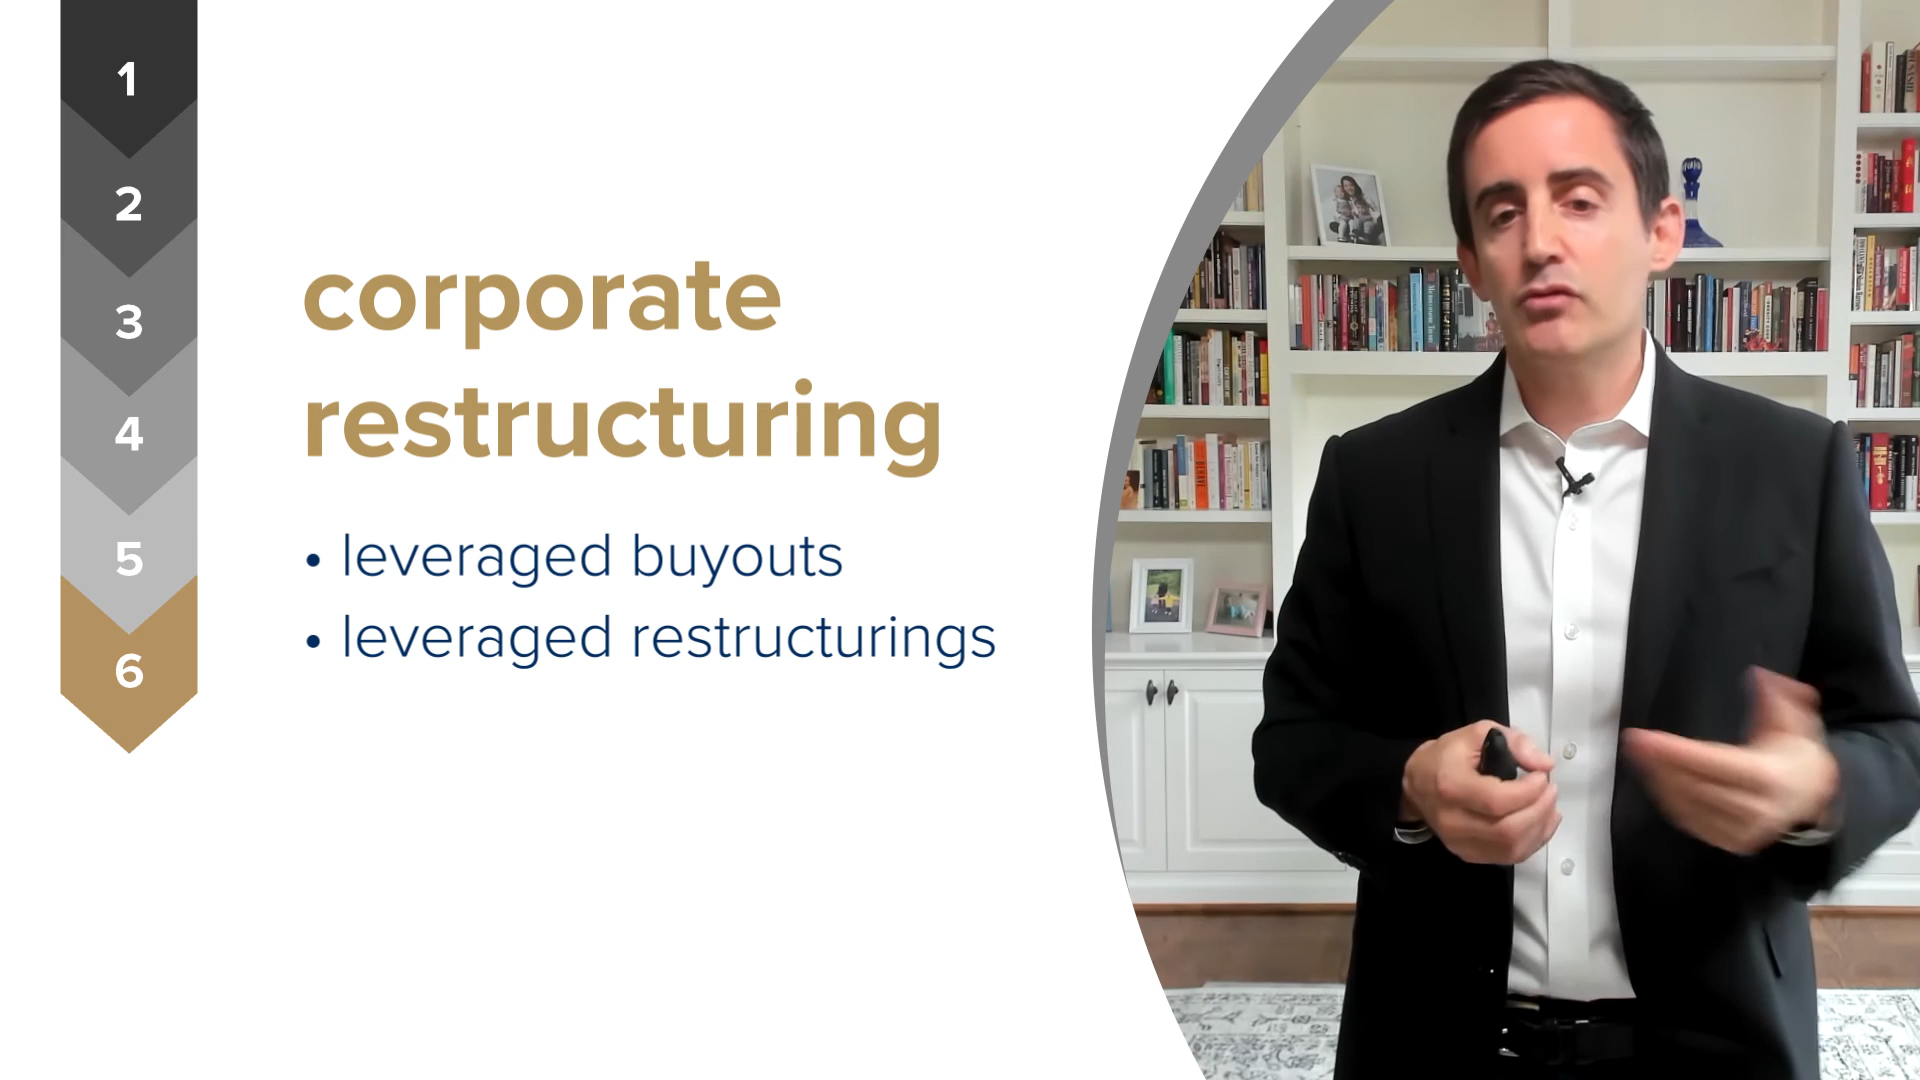 1
2
3
4
5
6
corporate
restructuring
• leveraged buyouts
• leveraged restructurings